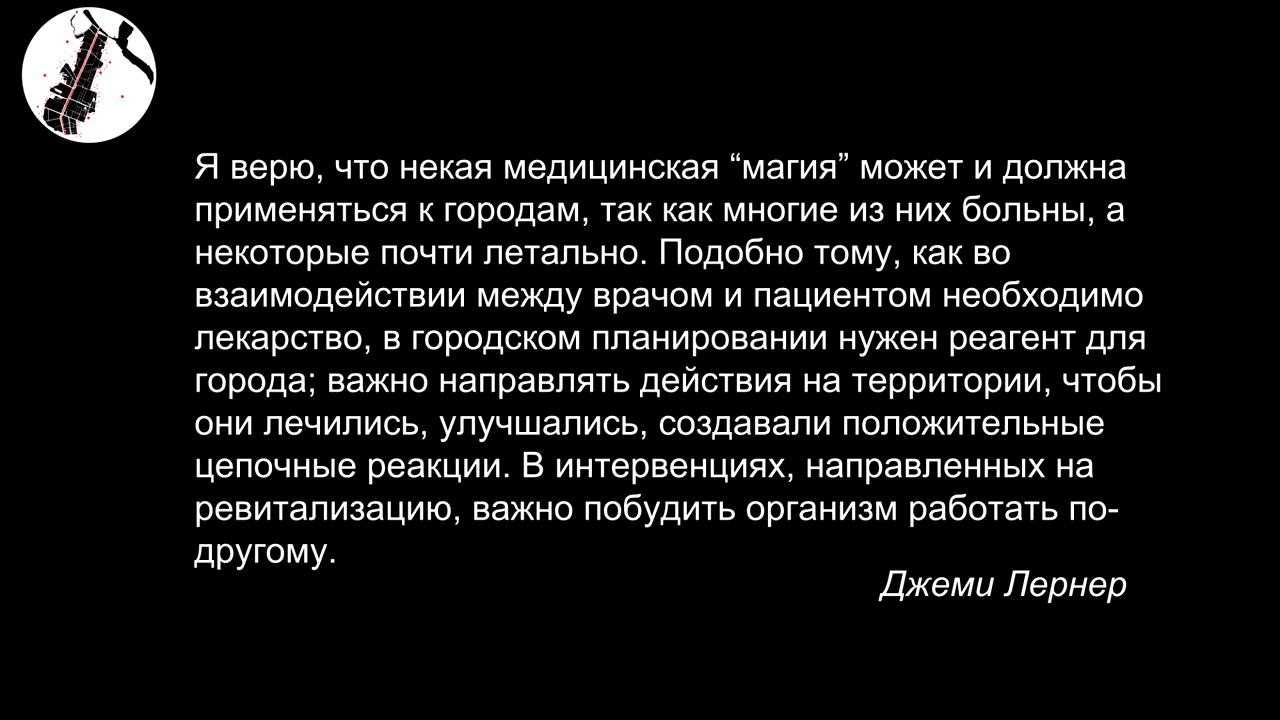 Я верю, что некая медицинская “магия” может и должна
применяться к городам, так как многие из них больны, а
некоторые почти летально. Подобно тому, как во
взаимодействии между врачом и пациентом необходимо
лекарство, в городском планировании нужен реагент для
города; важно направлять действия на территории, чтобы
они лечились, улучшались, создавали положительные
цепочные реакции. В интервенциях, направленных на
ревитализацию, важно побудить организм работать по-
другому.
Джеми Лернер